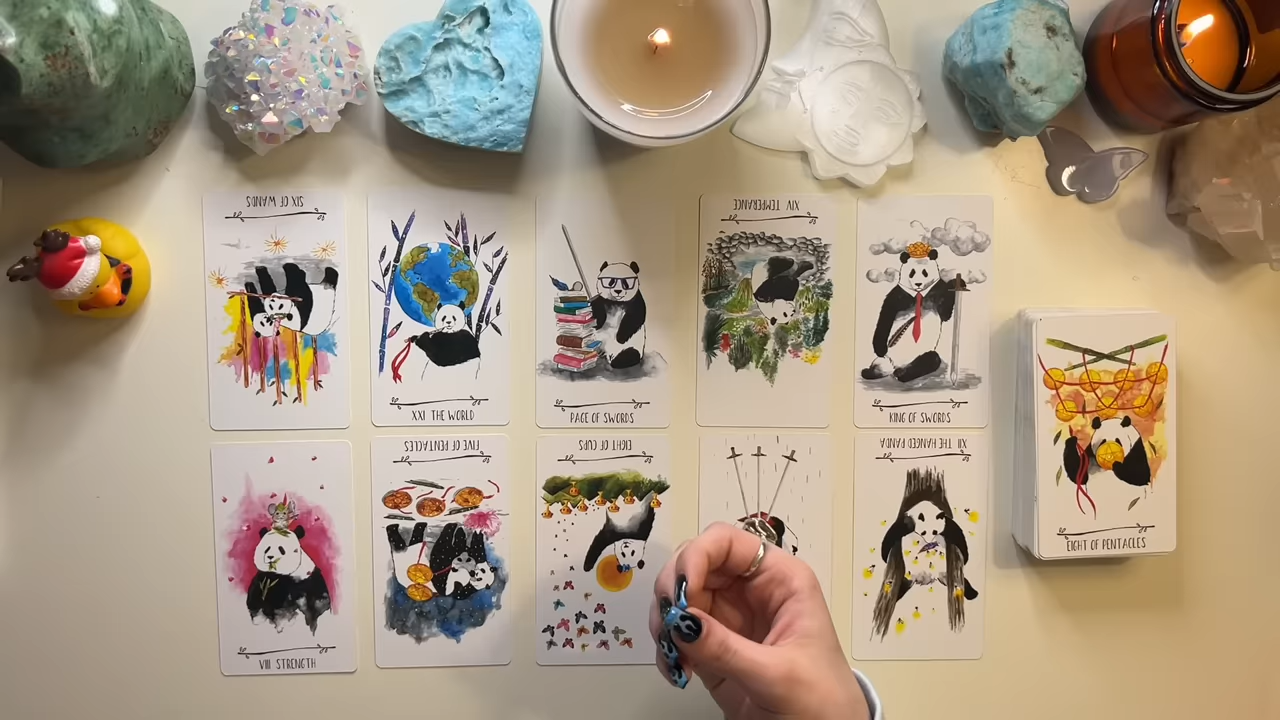 SIX OF WANDS
XXI THE WORLD
PAGE OF SWORDS
XIV TEMPERANCE
KING OF SWORDS
VIII STRENGTH
FIVE OF PENTACLES
EIGHT OF CUPS
XII THE HANGED PANDA
EIGHT OF PENTACLES